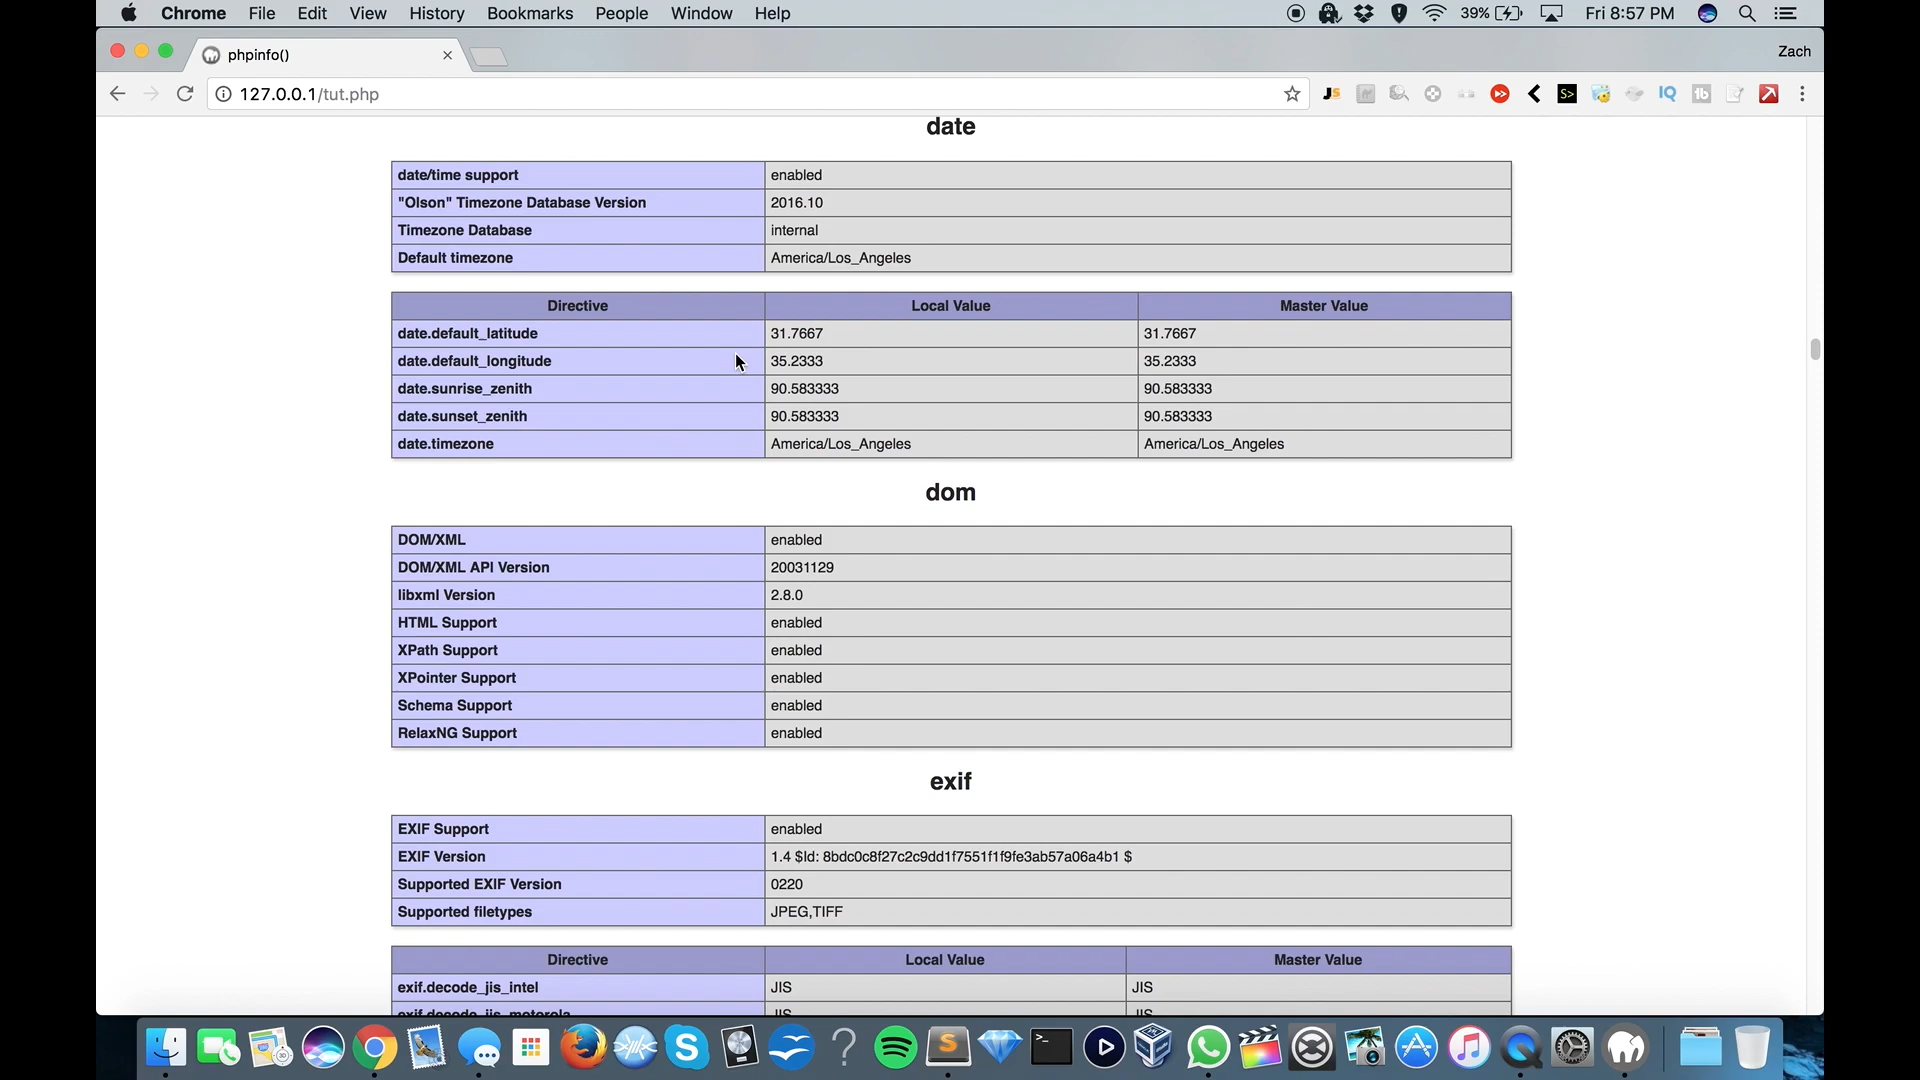 Chrome File Edit View History Bookmarks People Window Help 39% Fri 8:57 PM
phpinfo() Zach
127.0.0.1/tut.php
date
date/time support enabled
"Olson" Timezone Database Version 2016.10
Timezone Database internal
Default timezone America/Los_Angeles
Directive Local Value Master Value
date.default_latitude 31.7667 31.7667
date.default_longitude 35.2333 35.2333
date.sunrise_zenith 90.583333 90.583333
date.sunset_zenith 90.583333 90.583333
date.timezone America/Los_Angeles America/Los_Angeles
dom
DOM/XML enabled
DOM/XML API Version 20031129
libxml Version 2.8.0
HTML Support enabled
XPath Support enabled
XPointer Support enabled
Schema Support enabled
RelaxNG Support enabled
exif
EXIF Support enabled
EXIF Version 1.4 $Id: 8bdc0c8f27c2c9dd1f7551f1f9fe3ab57a06a4b1 $
Supported EXIF Version 0220
Supported filetypes JPEG,TIFF
Directive Local Value Master Value
exif.decode_jis_intel JIS JIS
exif.decode_jis_motorola JIS JIS